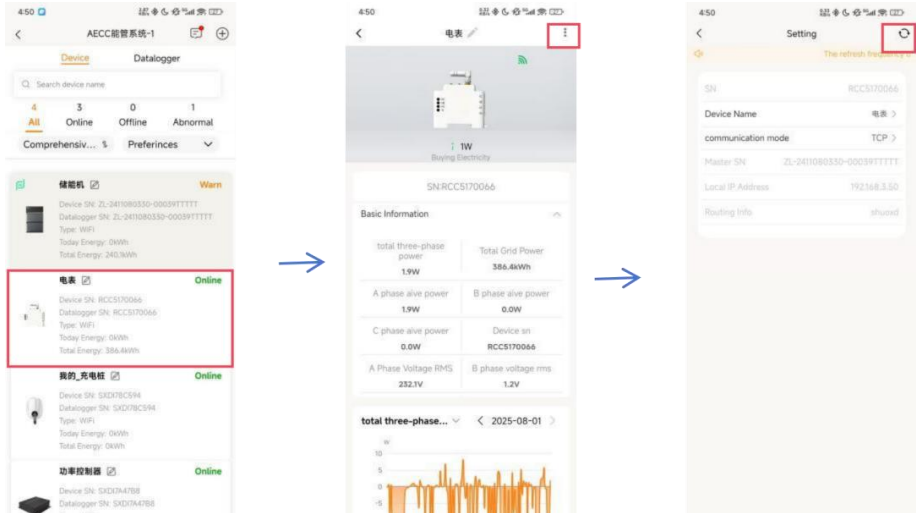 4:50
AECC能管系统-1
Device
Datalogger
Search device name
4
3
0
1
All
Online
Offline
Abnormal
Comprehensiv...
Preferinces
储能机
Warn
Device SN: ZL-2411080330-00039TTTTT
Datalogger SN: ZL-2411080330-00039TTTTT
Type: WiFi
Today Energy: 0kWh
Total Energy: 240.1kWh
电表
Online
Device SN: RCC5170066
Datalogger SN: RCC5170066
Type: WiFi
Today Energy: 0kWh
Total Energy: 386.4kWh
我的_充电桩
Online
Device SN: SXDI78C594
Datalogger SN: SXDI78C594
Type: WiFi
Today Energy: 0kWh
Total Energy: 0kWh
功率控制器
Online
Device SN: SXDI7A47B8
Datalogger SN: SXDI7A47B8
4:50
电表
1W
Buying Electricity
SN:RCC5170066
Basic Information
total three-phase
power
1.9W
Total Grid Power
386.4kWh
A phase aive power
1.9W
B phase aive power
0.0W
C phase aive power
0.0W
Device sn
RCC5170066
A Phase Voltage RMS
232.1V
B phase voltage rms
1.2V
total three-phase...
2025-08-01
W
10
5
0
-5
4:50
Setting
The refresh frequency
SN
RCC5170066
Device Name
电表
communication mode
TCP
Master SN
ZL-2411080330-00039TTTTT
Local IP Address
192.168.3.50
Routing Info